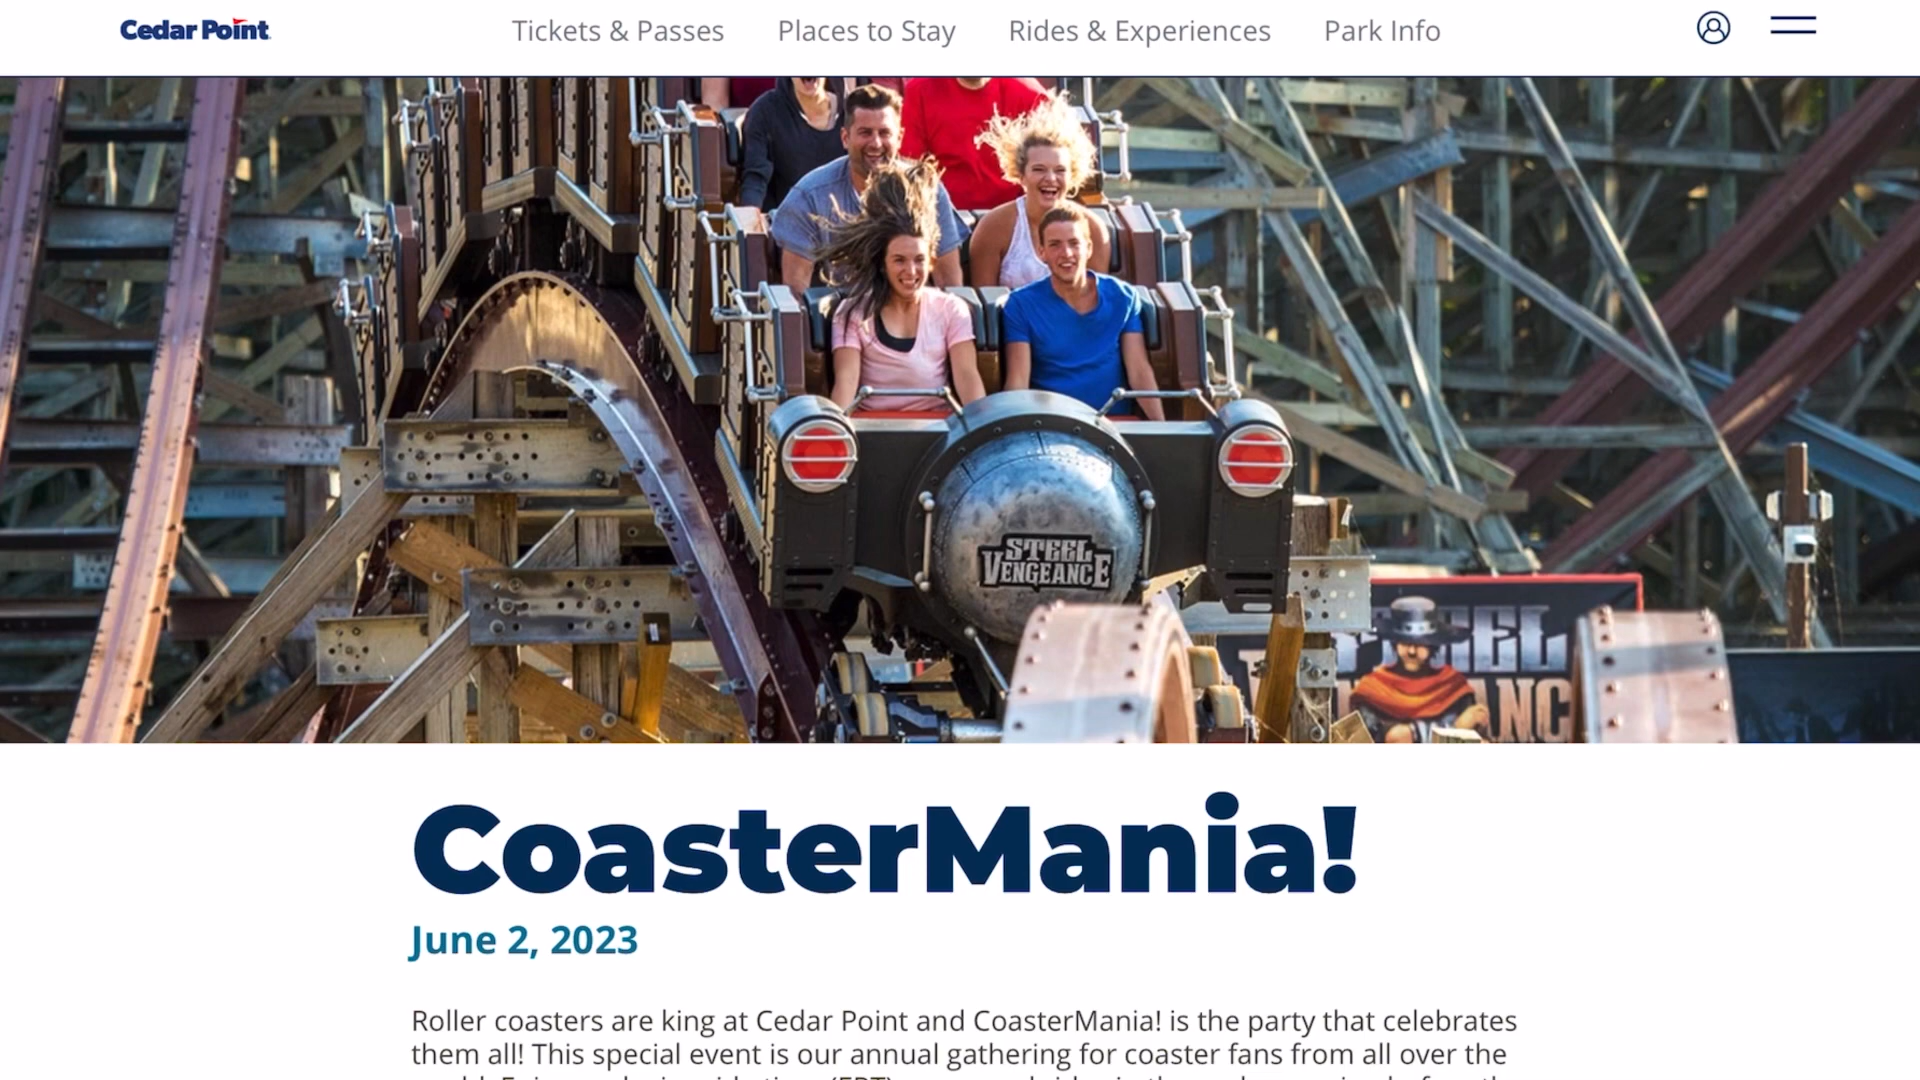 Cedar Point
Tickets & Passes
Places to Stay
Rides & Experiences
Park Info
STEEL
VENGEANCE
CoasterMania!
June 2, 2023
Roller coasters are king at Cedar Point and CoasterMania! is the party that celebrates
them all! This special event is our annual gathering for coaster fans from all over the